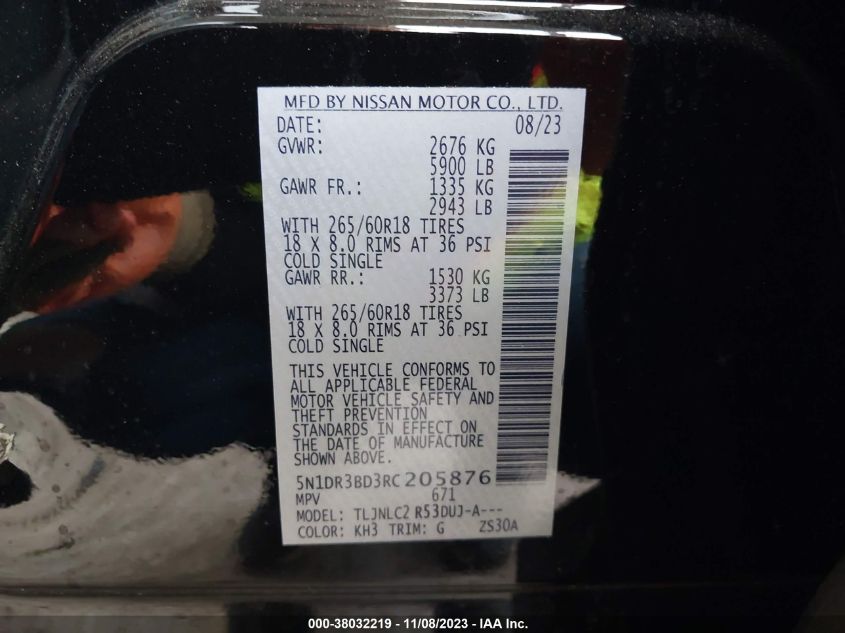 MFD BY NISSAN MOTOR CO., LTD.
DATE: 08/23
GVWR: 2676 KG
5900 LB
GAWR FR.: 1335 KG
2943 LB
WITH 265/60R18 TIRES
18 X 8.0 RIMS AT 36 PSI
COLD SINGLE
GAWR RR.: 1530 KG
3373 LB
WITH 265/60R18 TIRES
18 X 8.0 RIMS AT 36 PSI
COLD SINGLE
THIS VEHICLE CONFORMS TO
ALL APPLICABLE FEDERAL
MOTOR VEHICLE SAFETY AND
THEFT PREVENTION
STANDARDS IN EFFECT ON
THE DATE OF MANUFACTURE
SHOWN ABOVE.
5N1DR3BD3RC205876
MPV 671
MODEL: TLJNLC2 R53DUJ-A---
COLOR: KH3 TRIM: G ZS30A
000-38032219 - 11/08/2023 - IAA Inc.